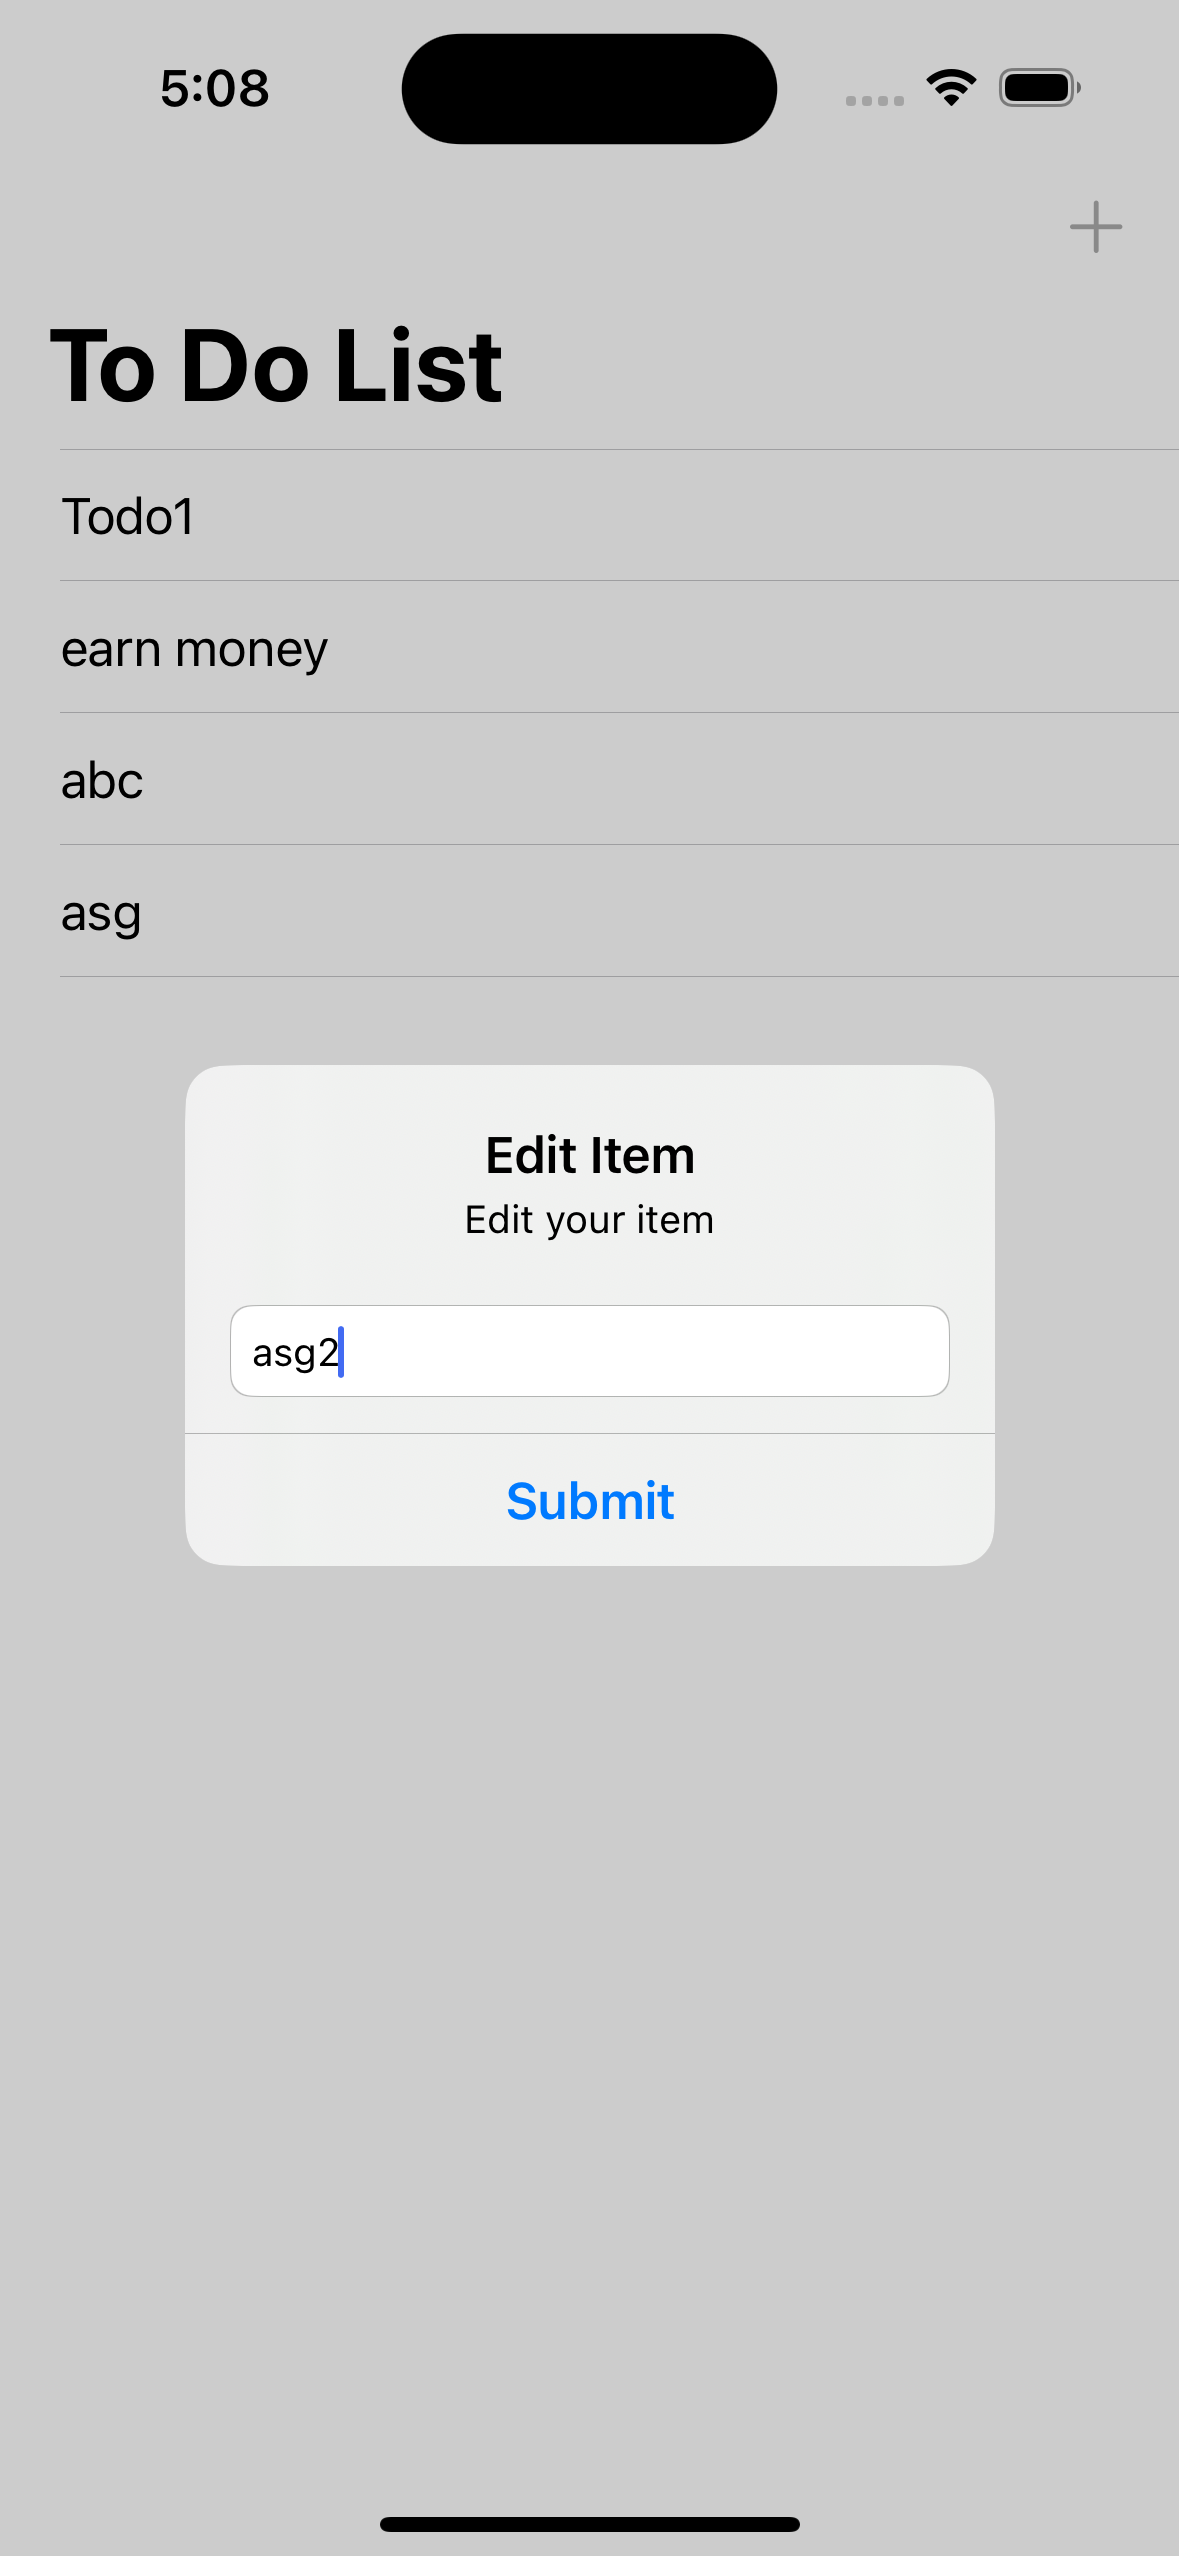 5:08
To Do List
Todo1
earn money
abc
asg
Edit Item
Edit your item
asg2
Submit